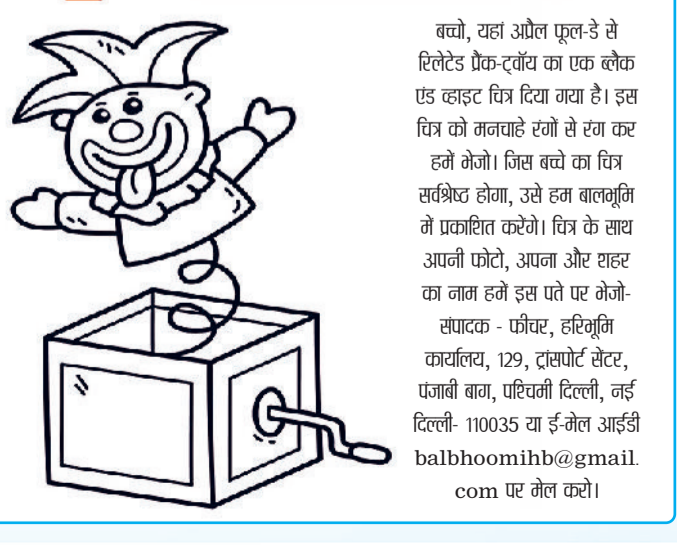 बच्चो, यहां अप्रैल फूल-डे से
रिलेटेड प्रैंक-ट्वॉय का एक ब्लैक
एंड व्हाइट चित्र दिया गया है। इस
चित्र को मनचाहे रंगों से रंग कर
हमें भेजो। जिस बच्चे का चित्र
सर्वश्रेष्ठ होगा, उसे हम बालभूमि
में प्रकाशित करेंगे। चित्र के साथ
अपनी फोटो, अपना और शहर
का नाम हमें इस पते पर भेजो-
संपादक - फीचर, हरिभूमि
कार्यालय, 129, ट्रांसपोर्ट सेंटर,
पंजाबी बाग, पश्चिमी दिल्ली, नई
दिल्ली- 110035 या ई-मेल आईडी
balbhoomihb@gmail.
com पर मेल करो।